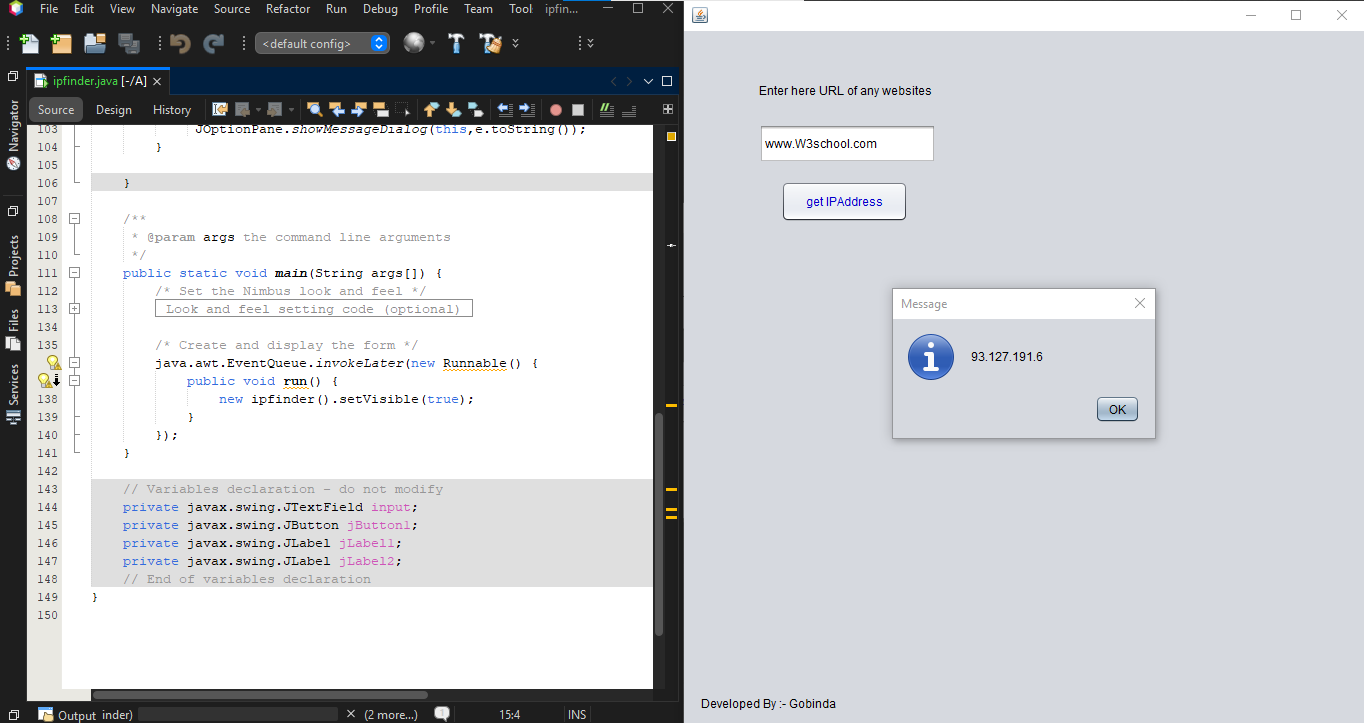 File Edit View Navigate Source Refactor Run Debug Profile Team Tool ipfin...
<default config>
ipfinder.java [-/A]
Source Design History
Navigator
Projects
Files
Services
103 JOptionPane.showMessageDialog(this,e.toString());
104 }
105
106 }
107
108 /**
109 * @param args the command line arguments
110 */
111 public static void main(String args[]) {
112 /* Set the Nimbus look and feel */
113 Look and feel setting code (optional)
134
135 /* Create and display the form */
java.awt.EventQueue.invokeLater(new Runnable() {
public void run() {
138 new ipfinder().setVisible(true);
139 }
140 });
141 }
142
143 // Variables declaration - do not modify
144 private javax.swing.JTextField input;
145 private javax.swing.JButton jButton1;
146 private javax.swing.JLabel jLabel1;
147 private javax.swing.JLabel jLabel2;
148 // End of variables declaration
149 }
150
Output inder) (2 more...) 1 15:4 INS
Enter here URL of any websites
www.W3school.com
get IPAddress
Message
93.127.191.6
OK
Developed By :- Gobinda